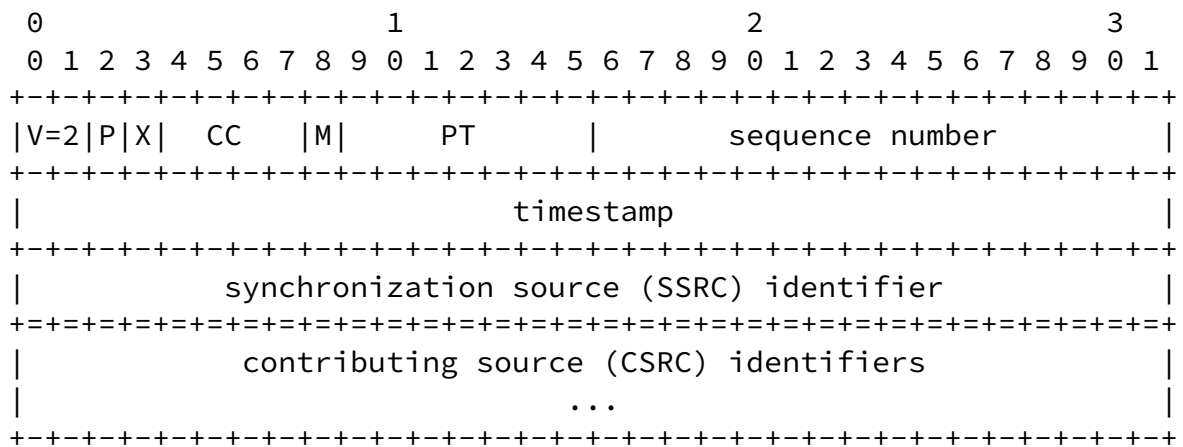 0                   1                   2                   3
0 1 2 3 4 5 6 7 8 9 0 1 2 3 4 5 6 7 8 9 0 1 2 3 4 5 6 7 8 9 0 1
+-+-+-+-+-+-+-+-+-+-+-+-+-+-+-+-+-+-+-+-+-+-+-+-+-+-+-+-+-+-+-+-+
|V=2|P|X|  CC   |M|     PT      |       sequence number         |
+-+-+-+-+-+-+-+-+-+-+-+-+-+-+-+-+-+-+-+-+-+-+-+-+-+-+-+-+-+-+-+-+
|                           timestamp                           |
+-+-+-+-+-+-+-+-+-+-+-+-+-+-+-+-+-+-+-+-+-+-+-+-+-+-+-+-+-+-+-+-+
|           synchronization source (SSRC) identifier            |
+=+=+=+=+=+=+=+=+=+=+=+=+=+=+=+=+=+=+=+=+=+=+=+=+=+=+=+=+=+=+=+=+
|            contributing source (CSRC) identifiers             |
|                              ...                              |
+-+-+-+-+-+-+-+-+-+-+-+-+-+-+-+-+-+-+-+-+-+-+-+-+-+-+-+-+-+-+-+-+